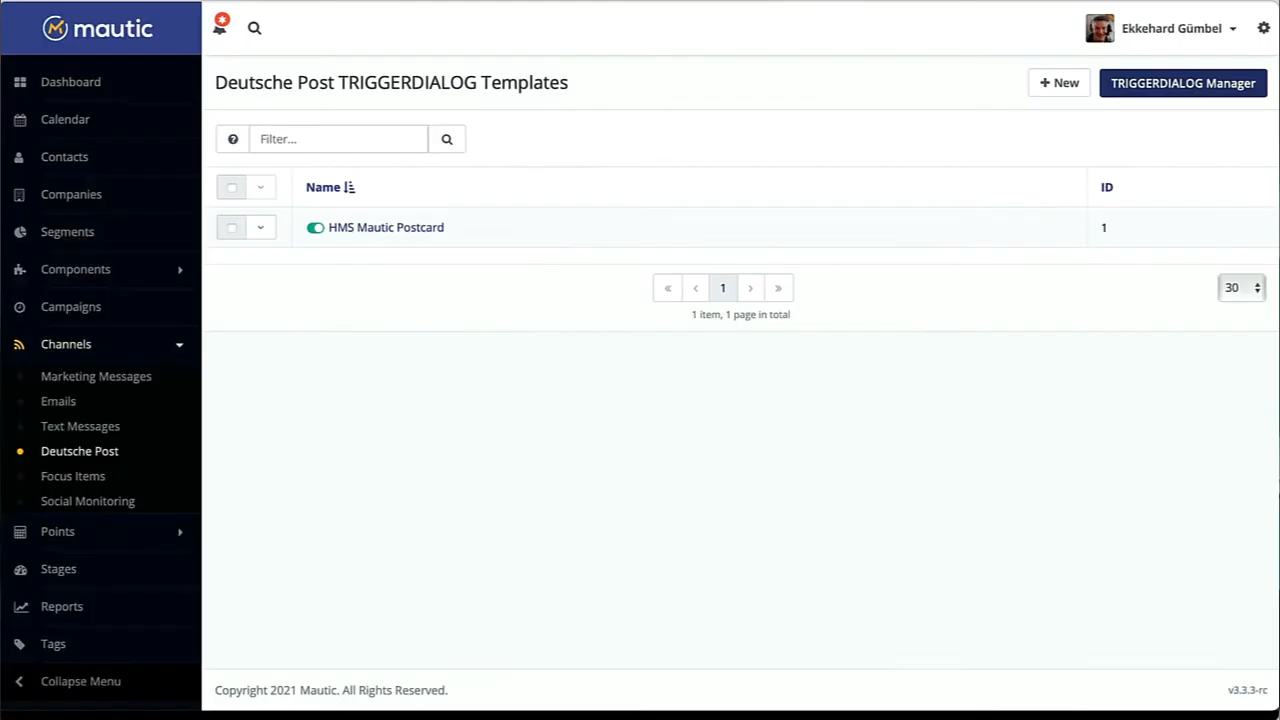 mautic
Ekkehard Gümbel
Dashboard
Calendar
Contacts
Companies
Segments
Components
Campaigns
Channels
Marketing Messages
Emails
Text Messages
Deutsche Post
Focus Items
Social Monitoring
Points
Stages
Reports
Tags
Collapse Menu
Deutsche Post TRIGGERDIALOG Templates
+ New
TRIGGERDIALOG Manager
Filter...
Name
ID
HMS Mautic Postcard
1
« ‹ 1 › »
30
1 item, 1 page in total
Copyright 2021 Mautic. All Rights Reserved.
v3.3.3-rc